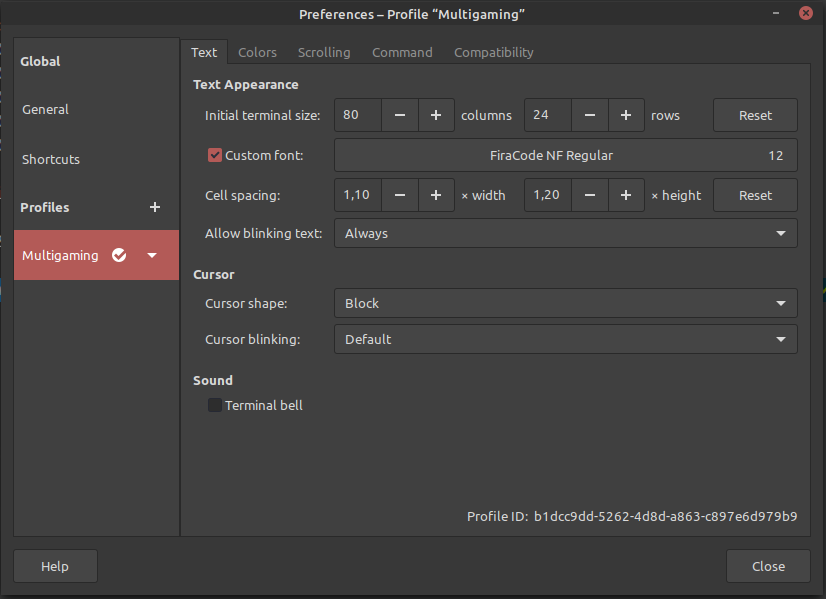 Preferences – Profile “Multigaming”
Global
General
Shortcuts
Profiles
Multigaming
Text Colors Scrolling Command Compatibility
Text Appearance
Initial terminal size: 80 − + columns 24 − + rows Reset
Custom font: FiraCode NF Regular 12
Cell spacing: 1,10 − + × width 1,20 − + × height Reset
Allow blinking text: Always
Cursor
Cursor shape: Block
Cursor blinking: Default
Sound
Terminal bell
Profile ID: b1dcc9dd-5262-4d8d-a863-c897e6d979b9
Help Close